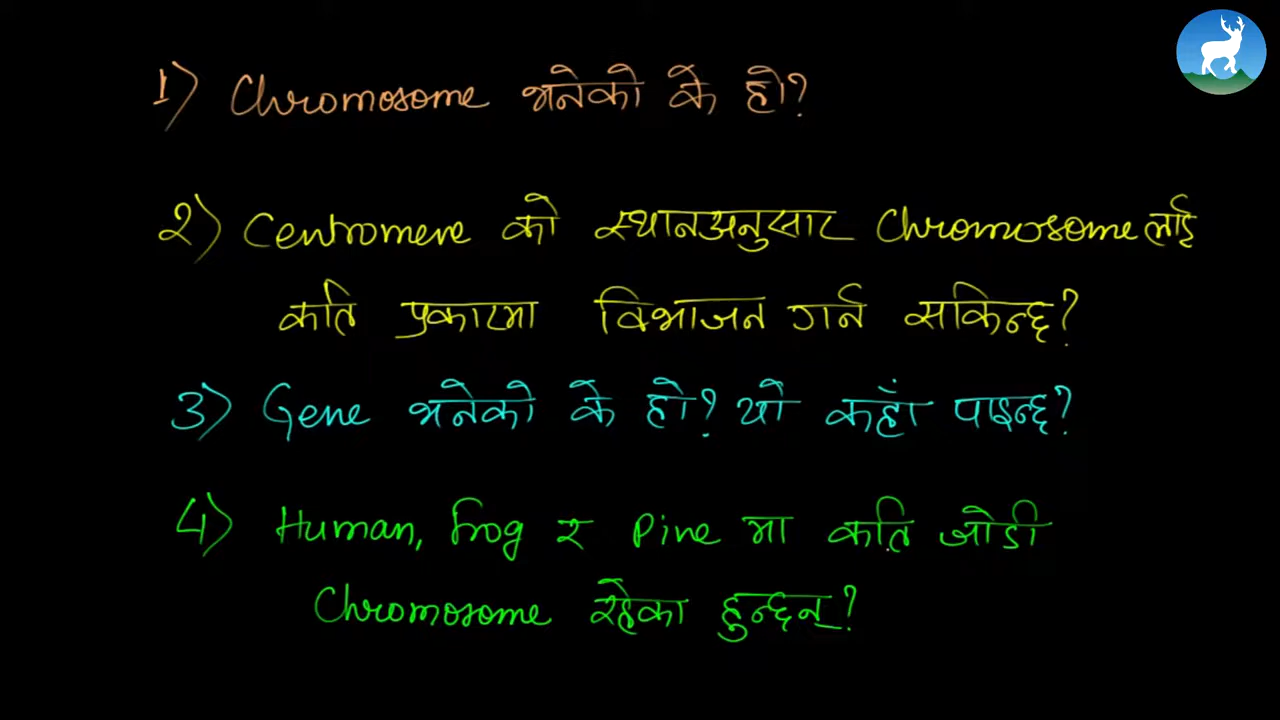 1) Chromosome भनेको के हो?
2) Centromere को स्थानअनुसार Chromosome लाई
कति प्रकारमा विभाजन गर्न सकिन्छ?
3) Gene भनेको के हो? यो कहाँ पाइन्छ?
4) Human, frog र Pine मा कति जोडी
Chromosome रहेका हुन्छन्?